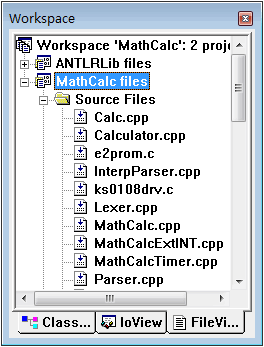 Workspace
Workspace 'MathCalc': 2 proje
ANTLRLib files
MathCalc files
Source Files
Calc.cpp
Calculator.cpp
e2prom.c
InterpParser.cpp
ks0108drv.c
Lexer.cpp
MathCalc.cpp
MathCalcExtINT.cpp
MathCalcTimer.cpp
Parser.cpp
Class... IoView FileVi...